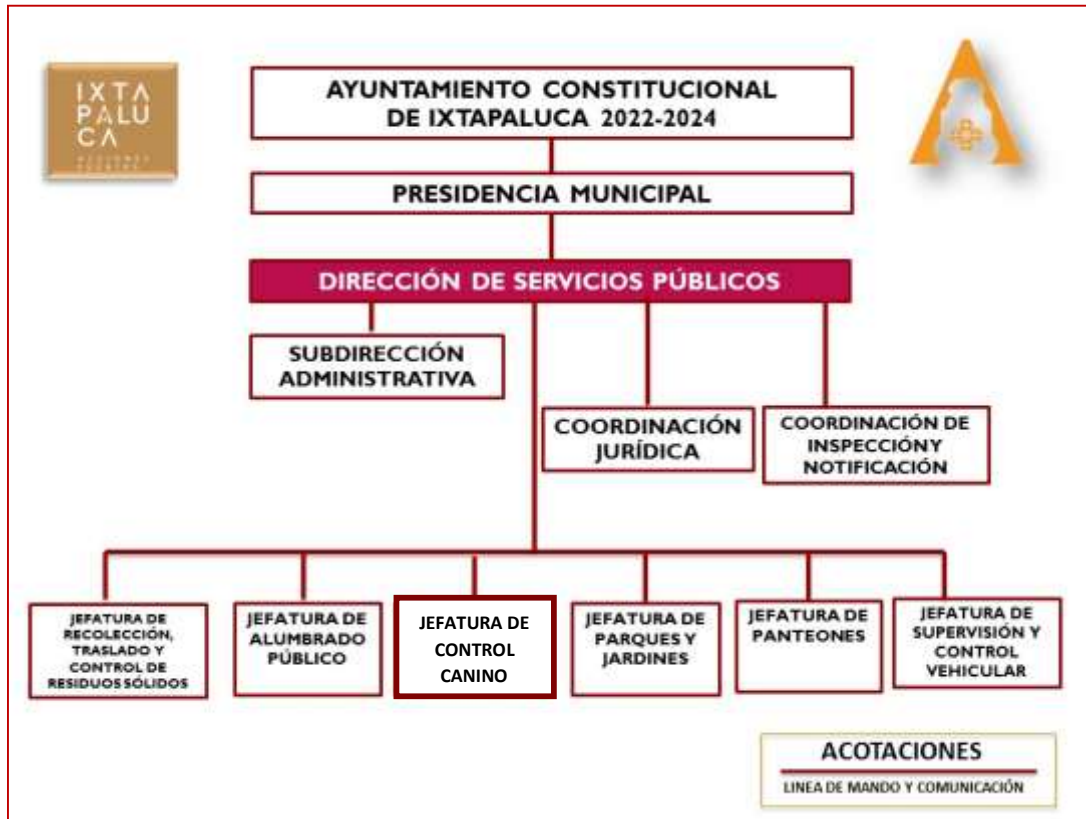 IXTA
PALU
CA
AYUNTAMIENTO CONSTITUCIONAL
DE IXTAPALUCA 2022-2024
PRESIDENCIA MUNICIPAL
DIRECCIÓN DE SERVICIOS PÚBLICOS
SUBDIRECCIÓN
ADMINISTRATIVA
COORDINACIÓN
JURÍDICA
COORDINACIÓN DE
INSPECCIÓN Y
NOTIFICACIÓN
JEFATURA DE
RECOLECCIÓN,
TRASLADO Y
CONTROL DE
RESIDUOS SÓLIDOS
JEFATURA DE
ALUMBRADO
PÚBLICO
JEFATURA DE
CONTROL
CANINO
JEFATURA DE
PARQUES Y
JARDINES
JEFATURA DE
PANTEONES
JEFATURA DE
SUPERVISIÓN Y
CONTROL
VEHICULAR
ACOTACIONES
LINEA DE MANDO Y COMUNICACIÓN